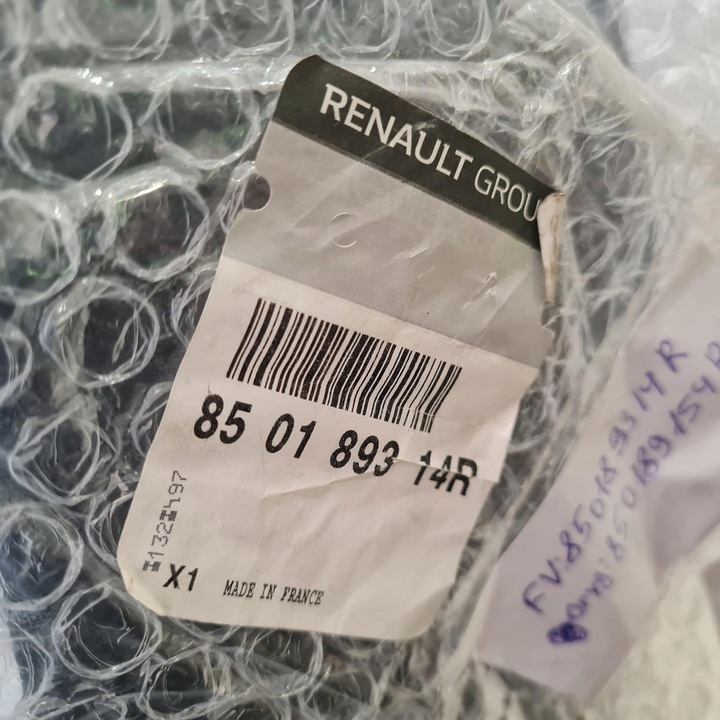 RENAULT GROU
85 01 893 14R
X1
MADE IN FRANCE
FV:850189314R